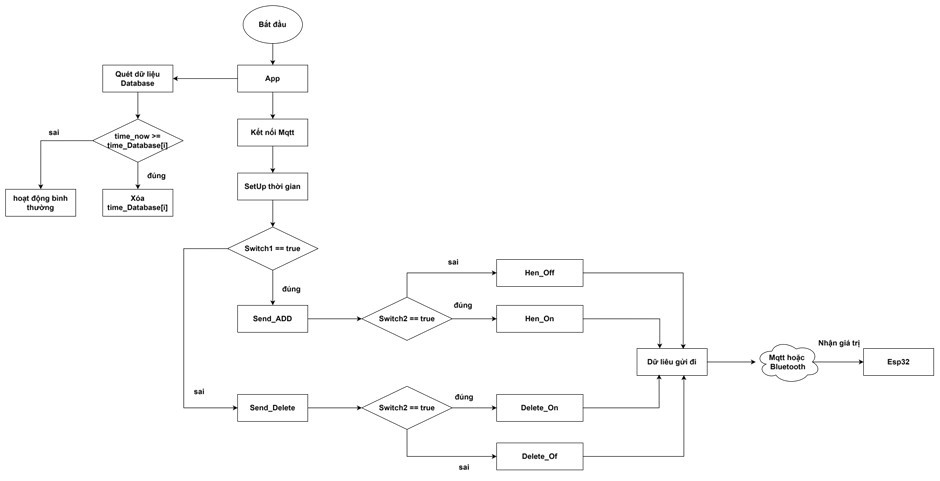 Bắt đầu
Quét dữ liệu
Database
App
time_now >=
time_Database[i]
sai
đúng
Kết nối Mqtt
hoạt động bình
thường
Xóa
time_Database[i]
SetUp thời gian
Switch1 == true
đúng
sai
Send_ADD
Switch2 == true
sai
Hen_Off
đúng
Hen_On
Send_Delete
Switch2 == true
đúng
Delete_On
sai
Delete_Of
Dữ liêu gửi đi
Mqtt hoặc
Bluetooth
Nhận giá trị
Esp32